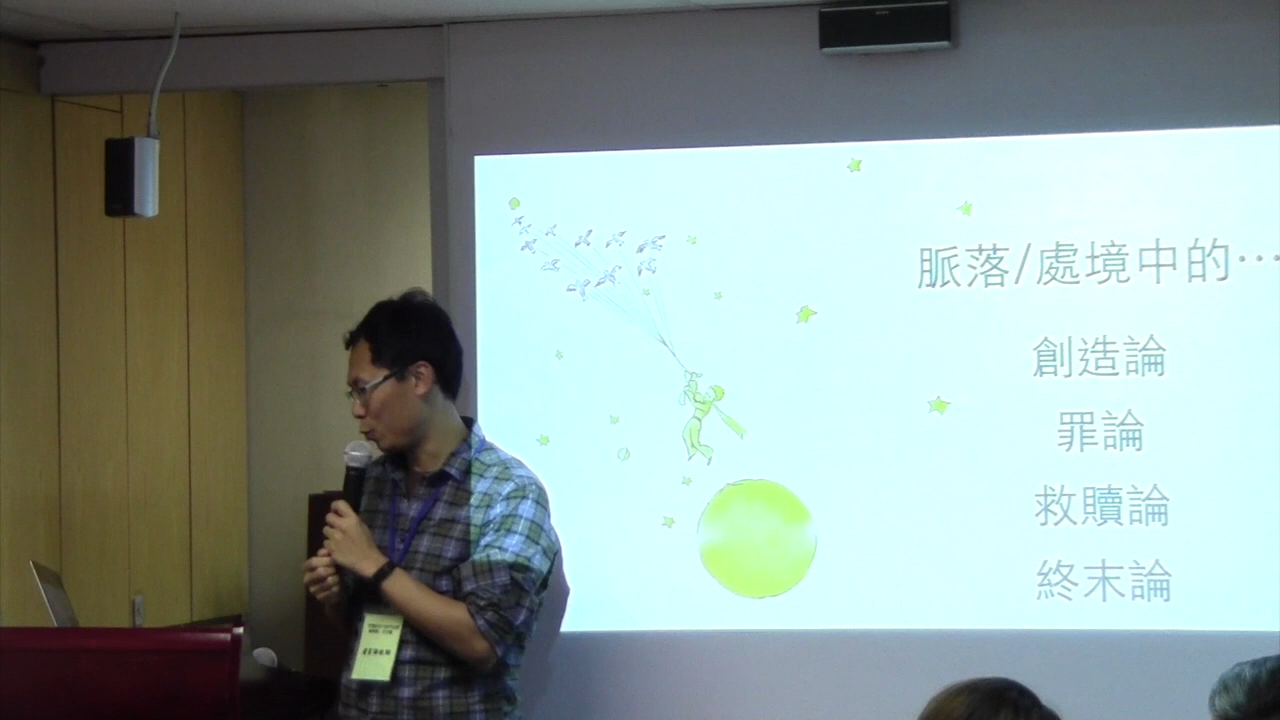 脈落/處境中的…
創造論
罪論
救贖論
終末論